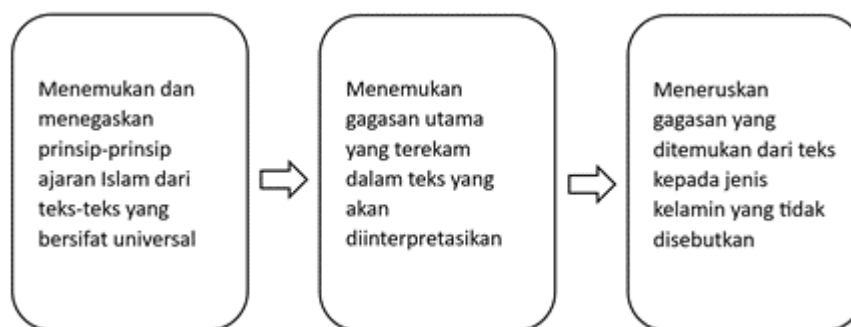 Menemukan dan
menegaskan
prinsip-prinsip
ajaran Islam dari
teks-teks yang
bersifat universal
Menemukan
gagasan utama
yang terekam
dalam teks yang
akan
diinterpretasikan
Meneruskan
gagasan yang
ditemukan dari teks
kepada jenis
kelamin yang tidak
disebutkan